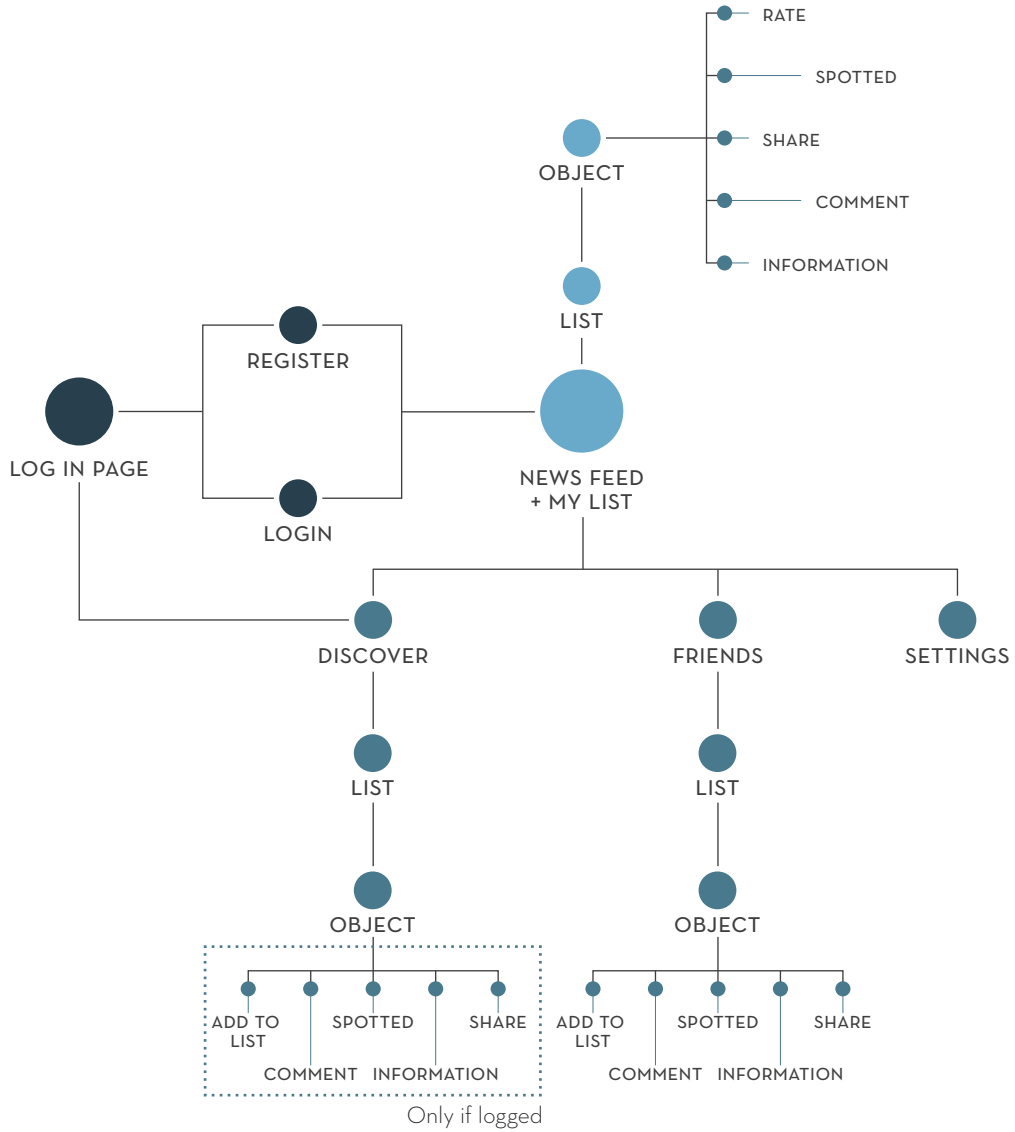 RATE
SPOTTED
SHARE
OBJECT
COMMENT
INFORMATION
LIST
REGISTER
LOG IN PAGE
NEWS FEED
+ MY LIST
LOGIN
DISCOVER
FRIENDS
SETTINGS
LIST
LIST
OBJECT
OBJECT
ADD TO
LIST
SPOTTED
SHARE
COMMENT
INFORMATION
ADD TO
LIST
SPOTTED
SHARE
COMMENT
INFORMATION
Only if logged